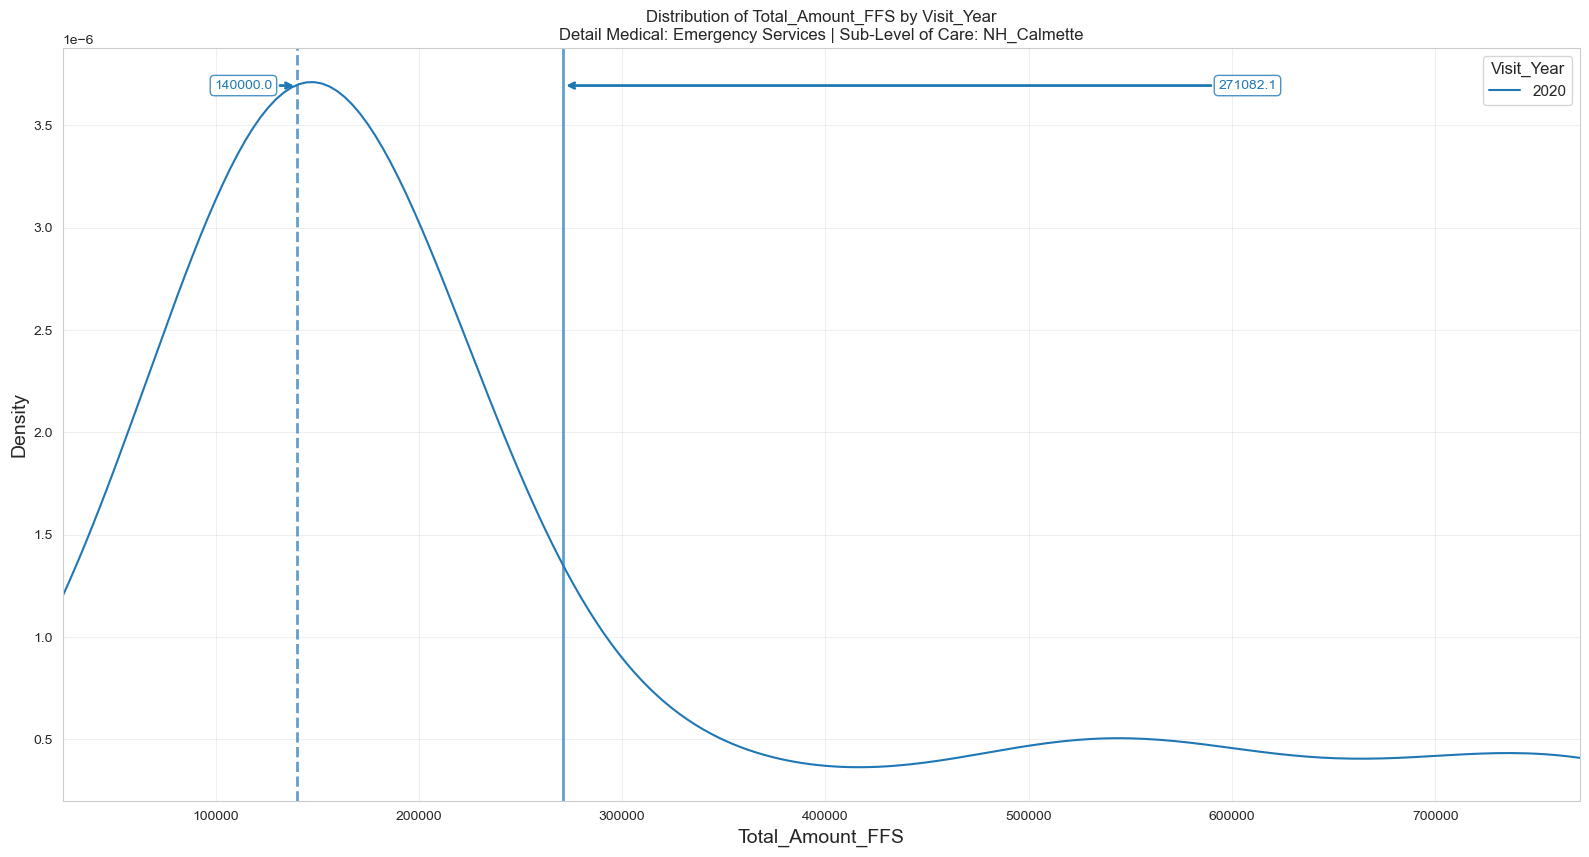 Distribution of Total_Amount_FFS by Visit_Year
Detail Medical: Emergency Services | Sub-Level of Care: NH_Calmette
1e−6
140000.0
271082.1
Visit_Year
2020
3.5
3.0
2.5
2.0
1.5
1.0
0.5
Density
100000 200000 300000 400000 500000 600000 700000
Total_Amount_FFS